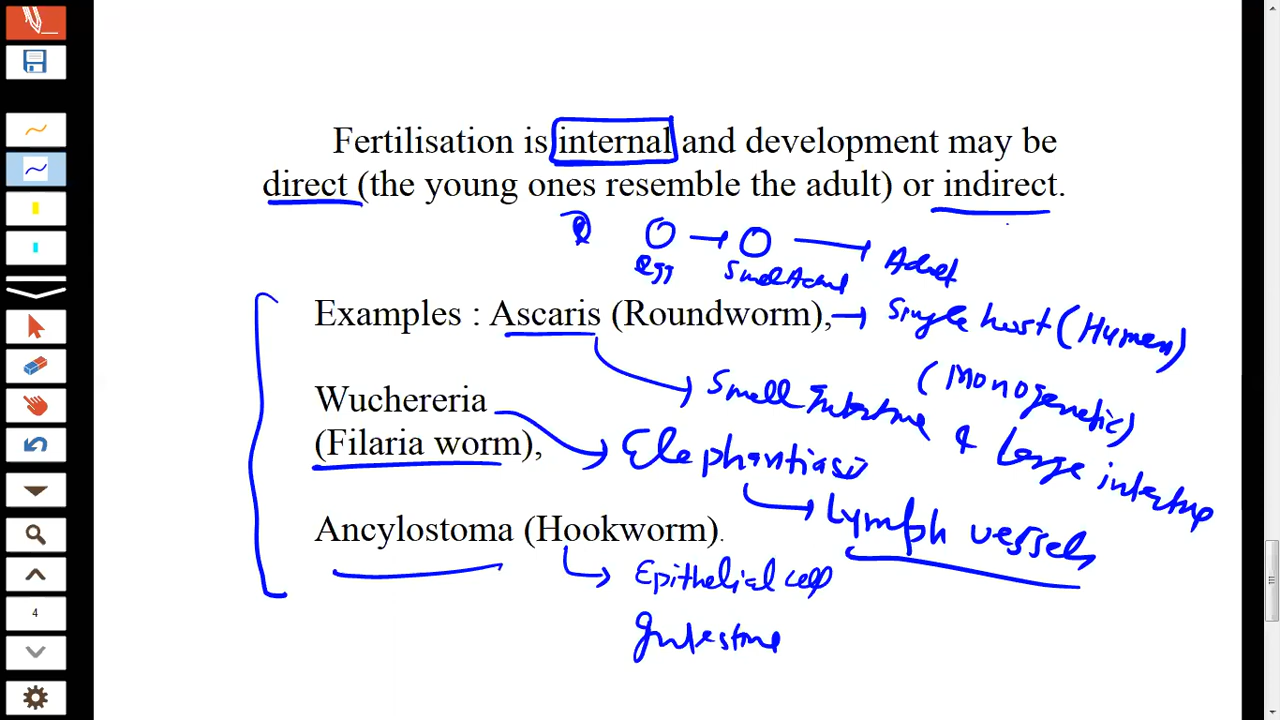 Fertilisation is internal and development may be
direct (the young ones resemble the adult) or indirect.
Egg Small Adult Adult
Examples : Ascaris (Roundworm), Single host (Human)
(Monogenetic)
Small Intestine & Large intestine
Wuchereria
(Filaria worm), Elephantiasis
Lymph vessels
Ancylostoma (Hookworm).
Epithelial cell
Intestine
4